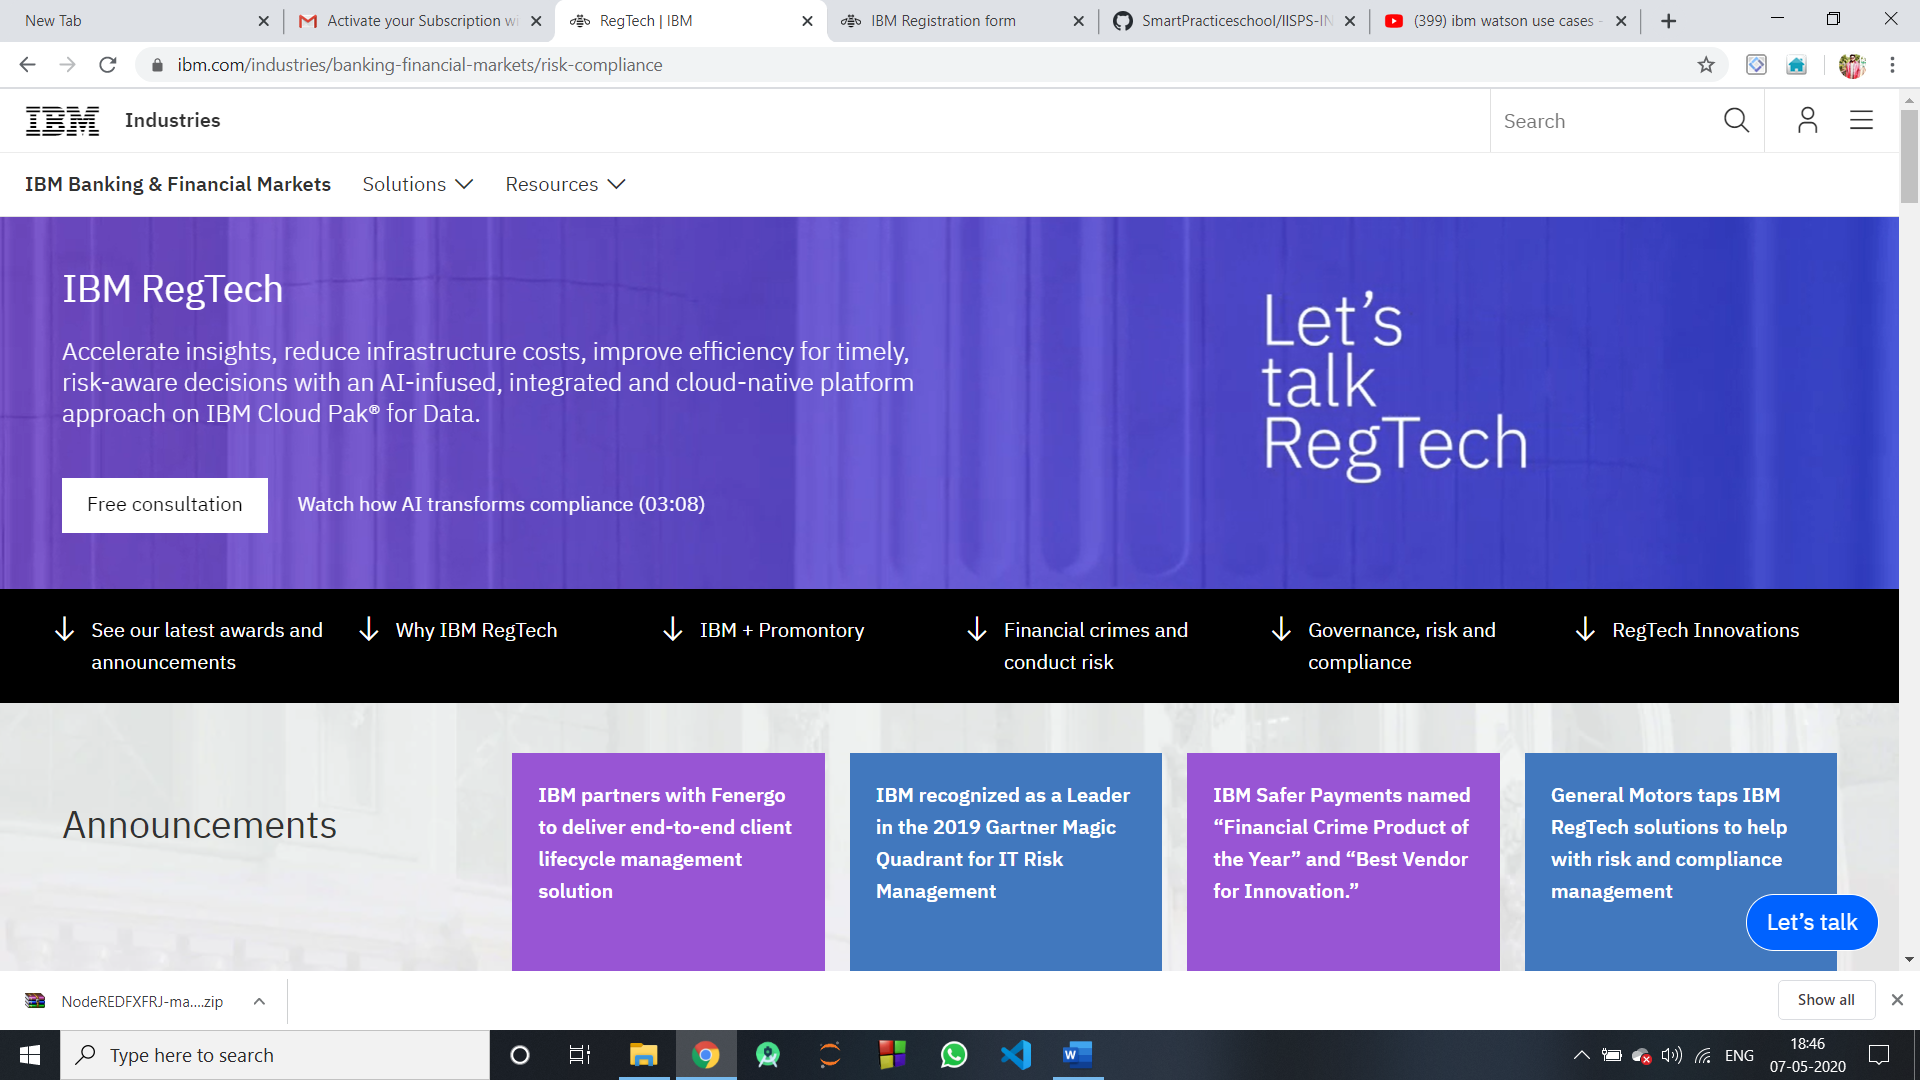 New Tab
Activate your Subscription wi
RegTech | IBM
IBM Registration form
SmartPracticeschool/IISPS-IN
(399) ibm watson use cases -
ibm.com/industries/banking-financial-markets/risk-compliance
IBM
Industries
Search
IBM Banking & Financial Markets
Solutions
Resources
IBM RegTech
Accelerate insights, reduce infrastructure costs, improve efficiency for timely,
risk-aware decisions with an AI-infused, integrated and cloud-native platform
approach on IBM Cloud Pak® for Data.
Free consultation
Watch how AI transforms compliance (03:08)
Let’s
talk
RegTech
See our latest awards and
announcements
Why IBM RegTech
IBM + Promontory
Financial crimes and
conduct risk
Governance, risk and
compliance
RegTech Innovations
Announcements
IBM partners with Fenergo
to deliver end-to-end client
lifecycle management
solution
IBM recognized as a Leader
in the 2019 Gartner Magic
Quadrant for IT Risk
Management
IBM Safer Payments named
“Financial Crime Product of
the Year” and “Best Vendor
for Innovation.”
General Motors taps IBM
RegTech solutions to help
with risk and compliance
management
Let’s talk
NodeREDFXFRJ-ma....zip
Show all
Type here to search
ENG
18:46
07-05-2020